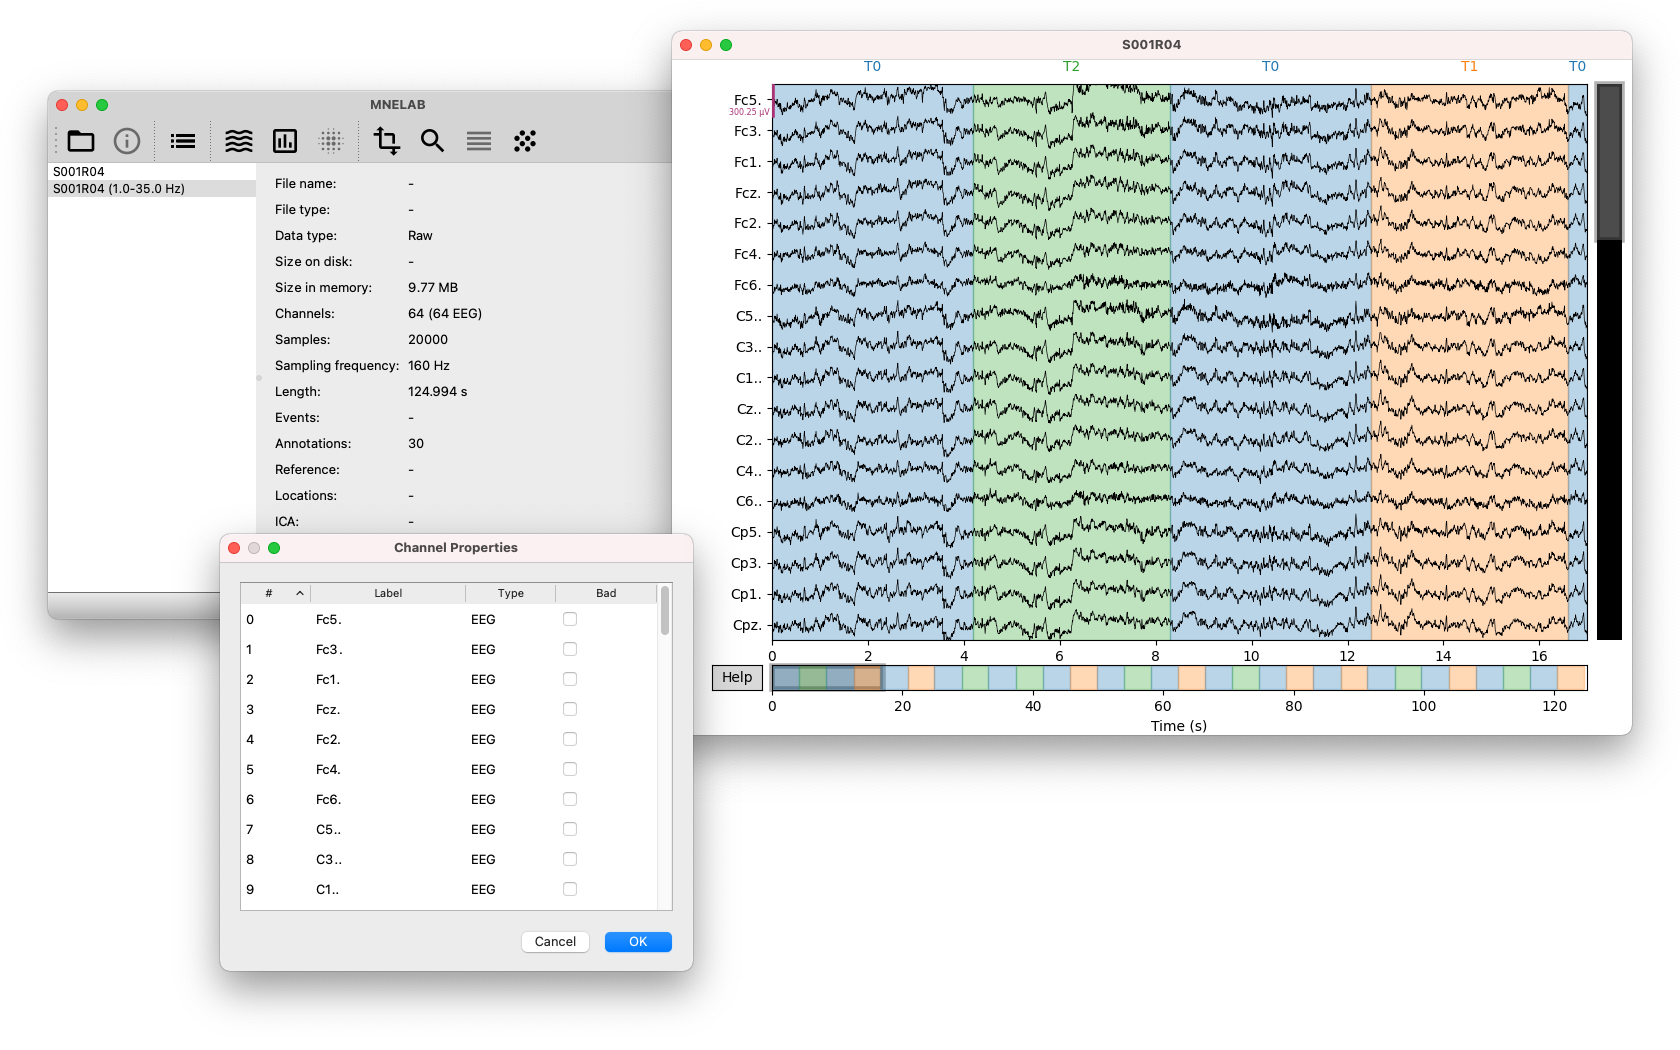 MNELAB
S001R04
S001R04 (1.0-35.0 Hz)
File name: -
File type: -
Data type: Raw
Size on disk: -
Size in memory: 9.77 MB
Channels: 64 (64 EEG)
Samples: 20000
Sampling frequency: 160 Hz
Length: 124.994 s
Events: -
Annotations: 30
Reference: -
Locations: -
ICA: -
S001R04
T0 T2 T0 T1 T0
Fc5.
300.25 µV
Fc3.
Fc1.
Fcz.
Fc2.
Fc4.
Fc6.
C5..
C3..
C1..
Cz..
C2..
C4..
C6..
Cp5.
Cp3.
Cp1.
Cpz.
0 2 4 6 8 10 12 14 16
Help
0 20 40 60 80 100 120
Time (s)
Channel Properties
# Label Type Bad
0 Fc5. EEG
1 Fc3. EEG
2 Fc1. EEG
3 Fcz. EEG
4 Fc2. EEG
5 Fc4. EEG
6 Fc6. EEG
7 C5.. EEG
8 C3.. EEG
9 C1.. EEG
Cancel OK